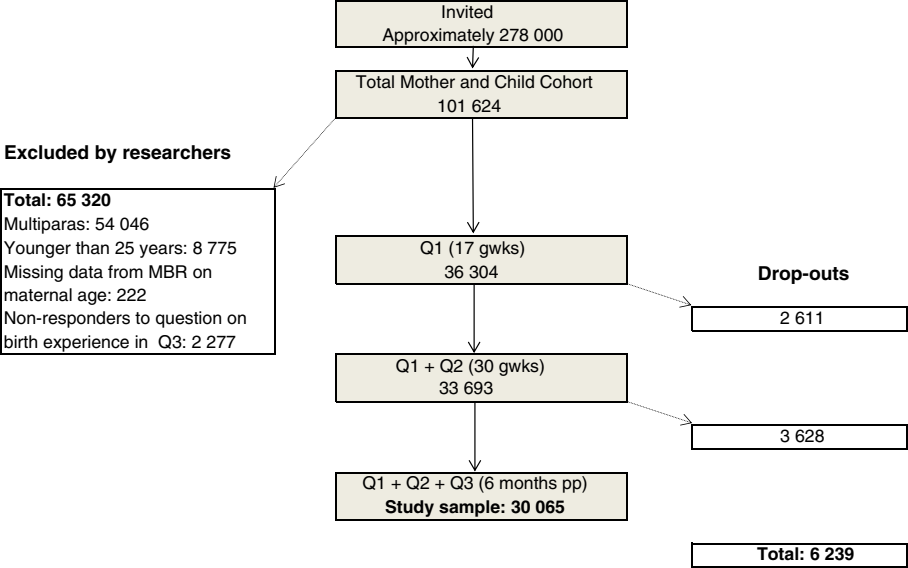 Invited
Approximately 278 000
Total Mother and Child Cohort
101 624
Excluded by researchers
Total: 65 320
Multiparas: 54 046
Younger than 25 years: 8 775
Missing data from MBR on
maternal age: 222
Non-responders to question on
birth experience in Q3: 2 277
Q1 (17 gwks)
36 304
Drop-outs
2 611
Q1 + Q2 (30 gwks)
33 693
3 628
Q1 + Q2 + Q3 (6 months pp)
Study sample: 30 065
Total: 6 239